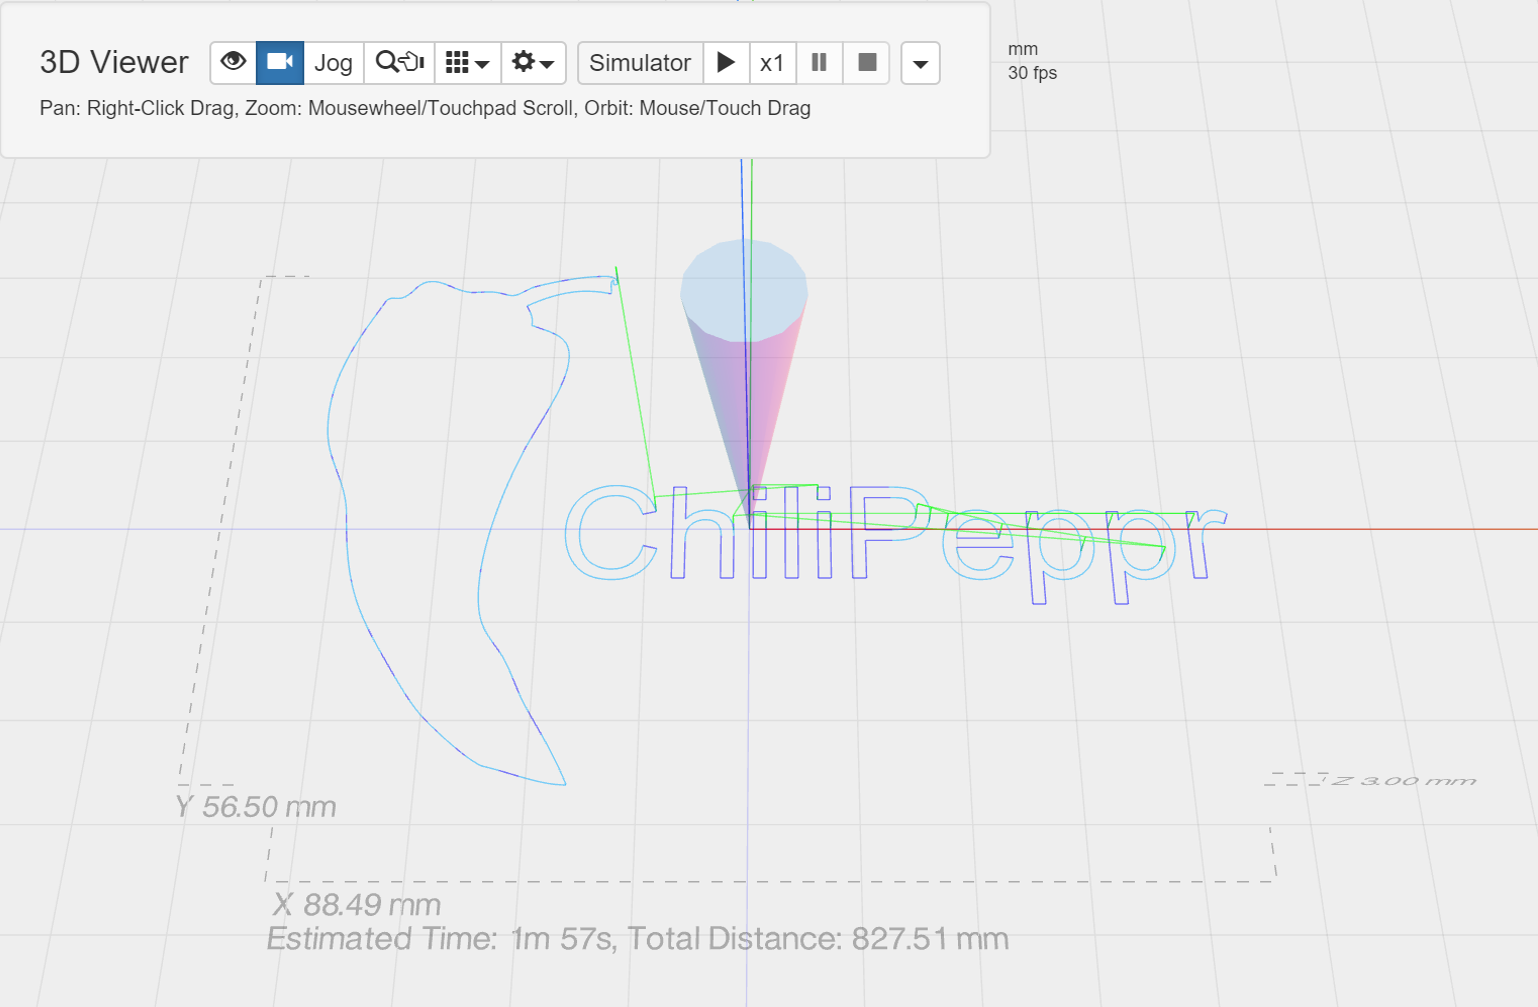 3D Viewer Jog Simulator x1
Pan: Right-Click Drag, Zoom: Mousewheel/Touchpad Scroll, Orbit: Mouse/Touch Drag
mm
30 fps
ChiliPeppr
Z 3.00 mm
Y 56.50 mm
X 88.49 mm
Estimated Time: 1m 57s, Total Distance: 827.51 mm